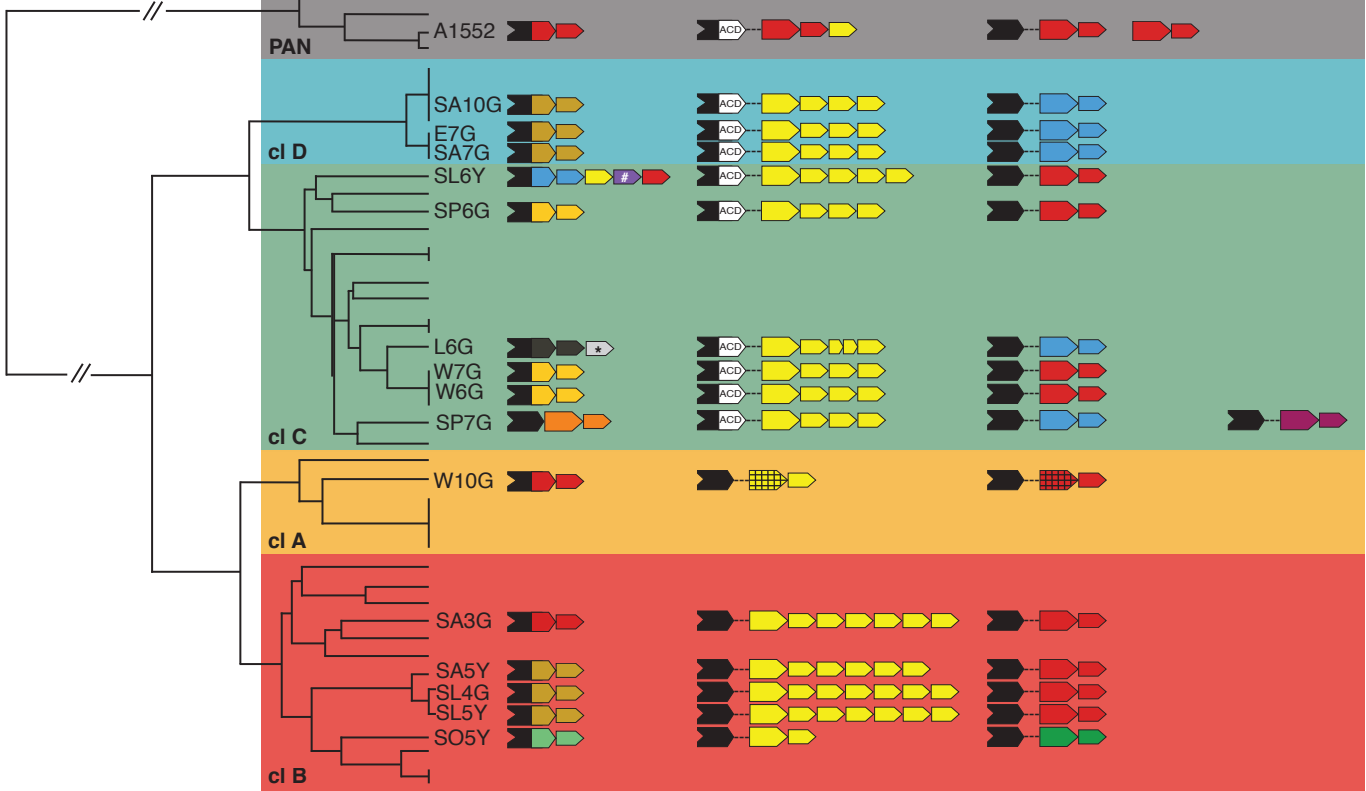 A1552 ACD
PAN
SA10G ACD
E7G ACD
SA7G ACD
cl D
SL6Y # ACD
SP6G ACD
L6G * ACD
W7G ACD
W6G ACD
SP7G ACD
cl C
W10G
cl A
SA3G
SA5Y
SL4G
SL5Y
SO5Y
cl B